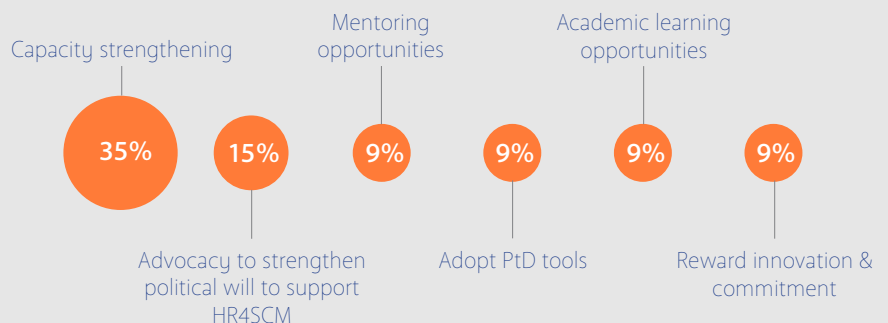 Mentoring
opportunities
Academic learning
opportunities
Capacity strengthening
35%
15%
9%
9%
9%
9%
Advocacy to strengthen
political will to support
HR4SCM
Adopt PtD tools
Reward innovation &
commitment